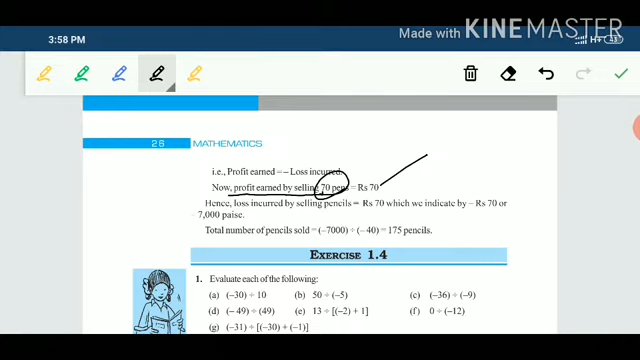 Made with KINEMASTER
3:58 PM H+ 48
26 MATHEMATICS
i.e., Profit earned = – Loss incurred.
Now, profit earned by selling 70 pens = Rs 70
Hence, loss incurred by selling pencils = Rs 70 which we indicate by – Rs 70 or
– 7,000 paise.
Total number of pencils sold = (–7000) ÷ (– 40) = 175 pencils.
EXERCISE 1.4
1. Evaluate each of the following:
(a) (–30) ÷ 10 (b) 50 ÷ (–5) (c) (–36) ÷ (–9)
(d) (– 49) ÷ (49) (e) 13 ÷ [(–2) + 1] (f) 0 ÷ (–12)
(g) (–31) ÷ [(–30) + (–1)]